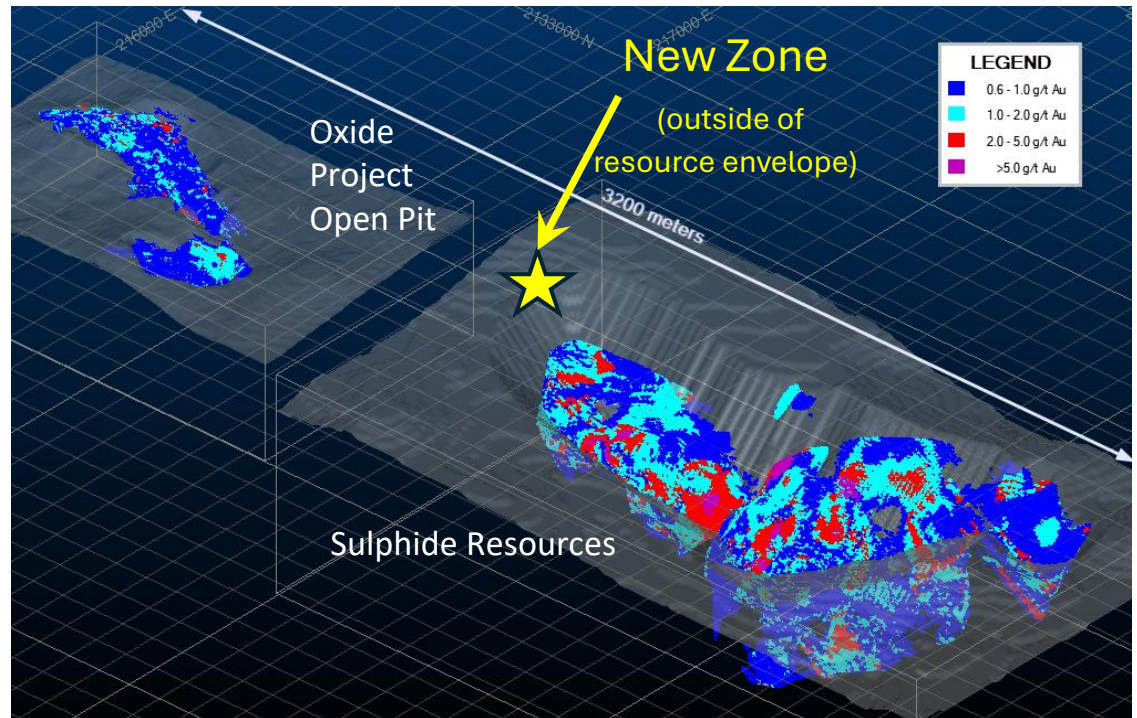 216000 E
2133000 N
217000 E
New Zone
(outside of
resource envelope)
LEGEND
0.6 - 1.0 g/t Au
1.0 - 2.0 g/t Au
2.0 - 5.0 g/t Au
>5.0 g/t Au
Oxide
Project
Open Pit
3200 meters
Sulphide Resources